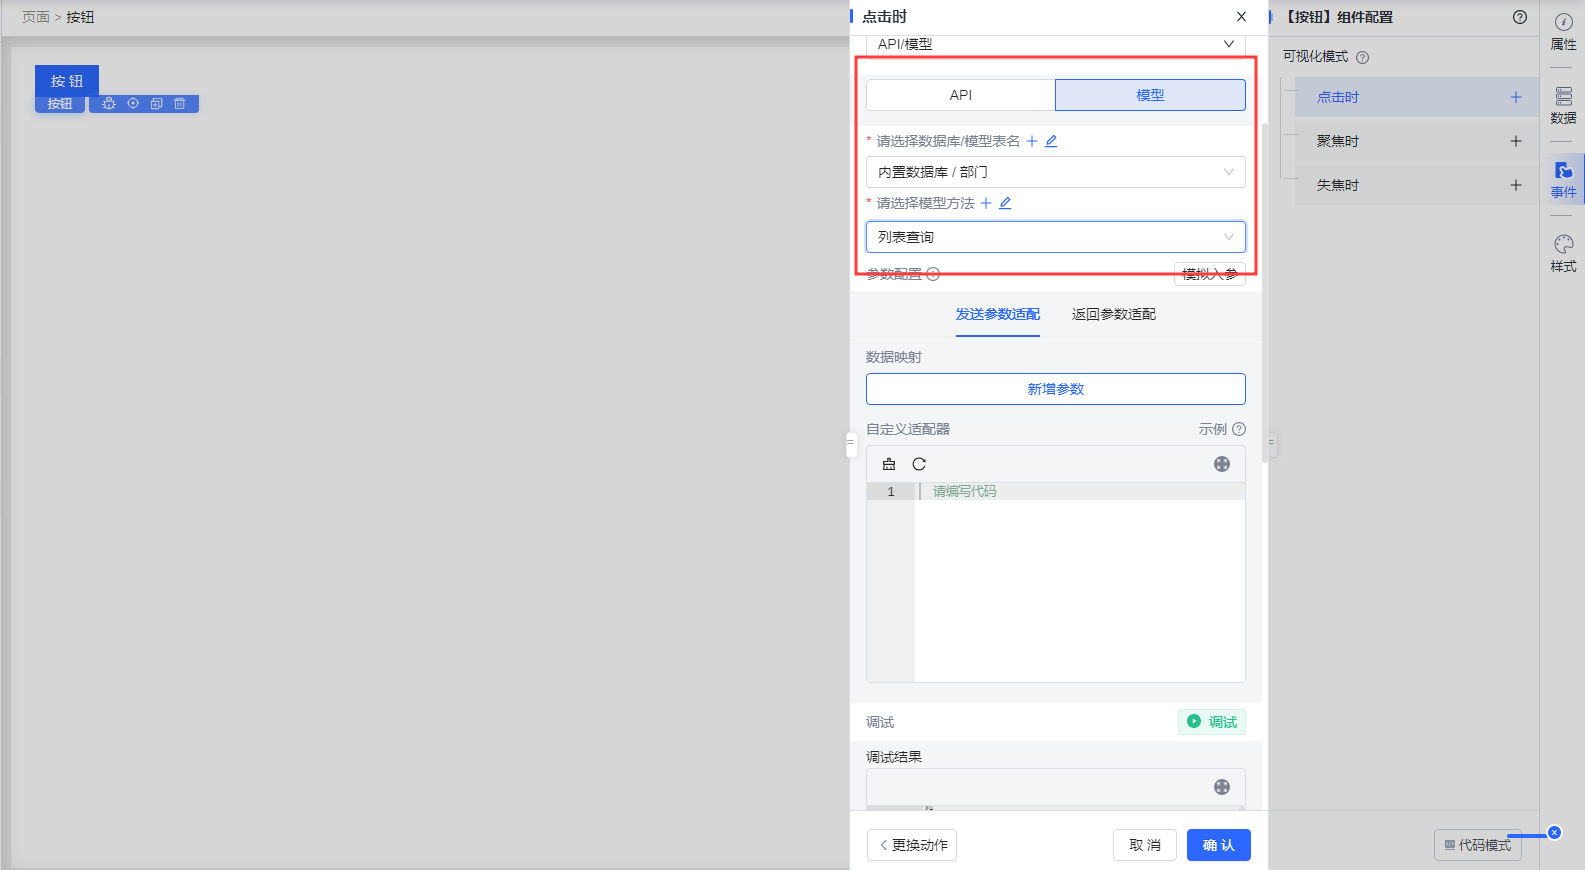 页面 > 按钮
按 钮
按钮
点击时
API/模型
API
模型
* 请选择数据库/模型表名
内置数据库 / 部门
* 请选择模型方法
列表查询
参数配置
模拟入参
发送参数适配
返回参数适配
数据映射
新增参数
自定义适配器
示例
1
请编写代码
调试
调试
调试结果
更换动作
取 消
确 认
【按钮】组件配置
可视化模式
点击时
聚焦时
失焦时
代码模式
属性
数据
事件
样式